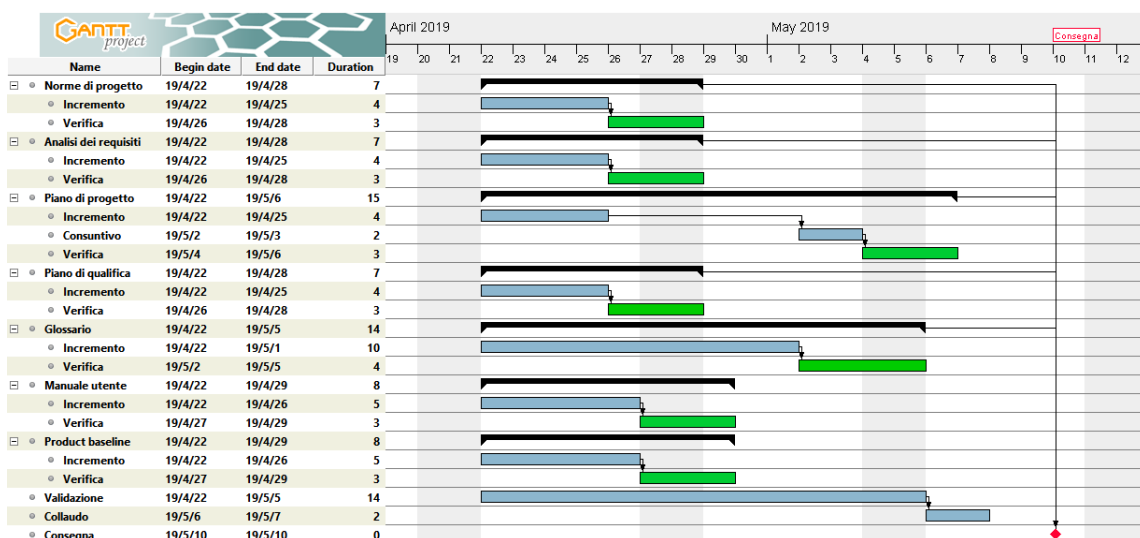 GANTT
project
April 2019
May 2019
Consegna
19 20 21 22 23 24 25 26 27 28 29 30 1 2 3 4 5 6 7 8 9 10 11 12
Name Begin date End date Duration
Norme di progetto 19/4/22 19/4/28 7
Incremento 19/4/22 19/4/25 4
Verifica 19/4/26 19/4/28 3
Analisi dei requisiti 19/4/22 19/4/28 7
Incremento 19/4/22 19/4/25 4
Verifica 19/4/26 19/4/28 3
Piano di progetto 19/4/22 19/5/6 15
Incremento 19/4/22 19/4/25 4
Consuntivo 19/5/2 19/5/3 2
Verifica 19/5/4 19/5/6 3
Piano di qualifica 19/4/22 19/4/28 7
Incremento 19/4/22 19/4/25 4
Verifica 19/4/26 19/4/28 3
Glossario 19/4/22 19/5/5 14
Incremento 19/4/22 19/5/1 10
Verifica 19/5/2 19/5/5 4
Manuale utente 19/4/22 19/4/29 8
Incremento 19/4/22 19/4/26 5
Verifica 19/4/27 19/4/29 3
Product baseline 19/4/22 19/4/29 8
Incremento 19/4/22 19/4/26 5
Verifica 19/4/27 19/4/29 3
Validazione 19/4/22 19/5/5 14
Collaudo 19/5/6 19/5/7 2
Consegna 19/5/10 19/5/10 0